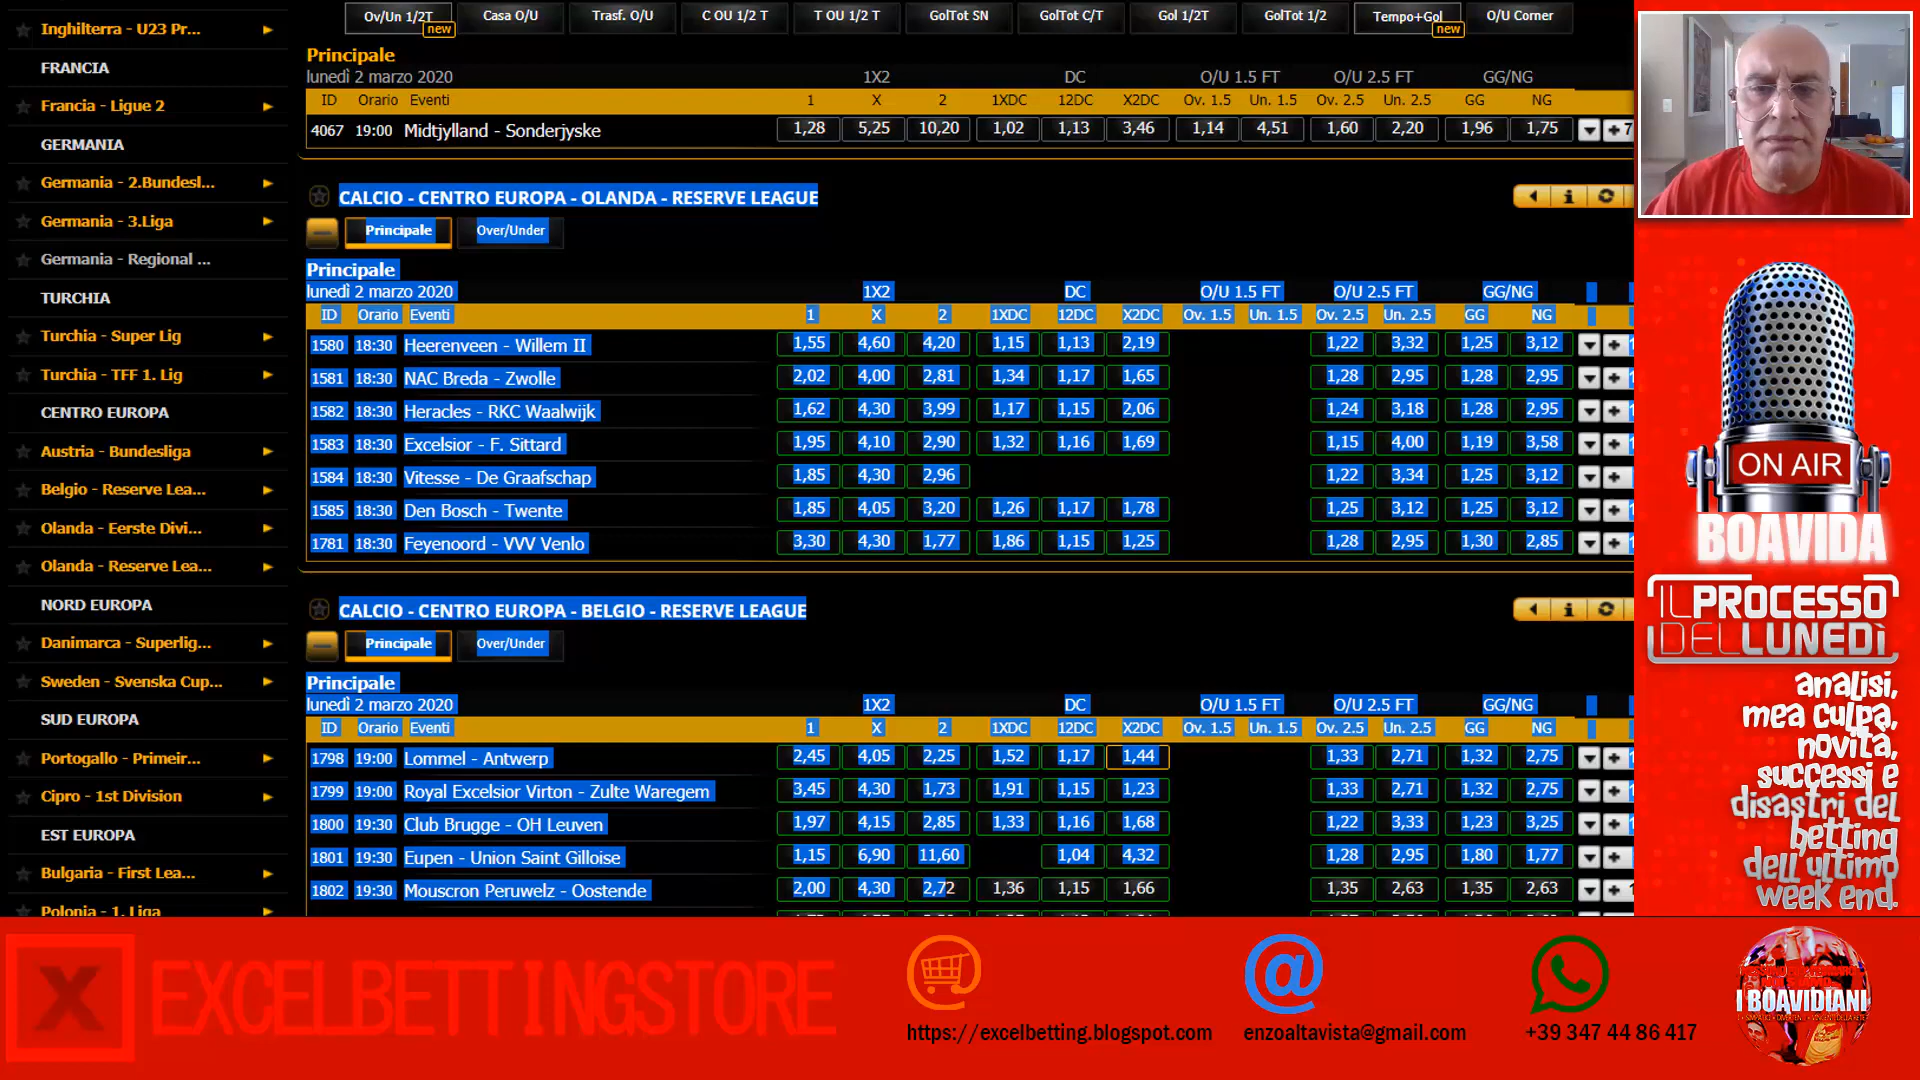 Ov/Un 1/2T new Casa O/U Trasf. O/U C OU 1/2 T T OU 1/2 T GolTot SN GolTot C/T Gol 1/2T GolTot 1/2 Tempo+Gol new O/U Corner
Inghilterra - U23 Pr...
FRANCIA
Francia - Ligue 2
GERMANIA
Germania - 2.Bundesl...
Germania - 3.Liga
Germania - Regional ...
TURCHIA
Turchia - Super Lig
Turchia - TFF 1. Lig
CENTRO EUROPA
Austria - Bundesliga
Belgio - Reserve Lea...
Olanda - Eerste Divi...
Olanda - Reserve Lea...
NORD EUROPA
Danimarca - Superlig...
Sweden - Svenska Cup...
SUD EUROPA
Portogallo - Primeir...
Cipro - 1st Division
EST EUROPA
Bulgaria - First Lea...
Polonia - 1. Liga
Principale
lunedì 2 marzo 2020 1X2 DC O/U 1.5 FT O/U 2.5 FT GG/NG
ID Orario Eventi 1 X 2 1XDC 12DC X2DC Ov. 1.5 Un. 1.5 Ov. 2.5 Un. 2.5 GG NG
4067 19:00 Midtjylland - Sonderjyske 1,28 5,25 10,20 1,02 1,13 3,46 1,14 4,51 1,60 2,20 1,96 1,75 +7
CALCIO - CENTRO EUROPA - OLANDA - RESERVE LEAGUE
Principale Over/Under
Principale
lunedì 2 marzo 2020 1X2 DC O/U 1.5 FT O/U 2.5 FT GG/NG
ID Orario Eventi 1 X 2 1XDC 12DC X2DC Ov. 1.5 Un. 1.5 Ov. 2.5 Un. 2.5 GG NG
1580 18:30 Heerenveen - Willem II 1,55 4,60 4,20 1,15 1,13 2,19 1,22 3,32 1,25 3,12
1581 18:30 NAC Breda - Zwolle 2,02 4,00 2,81 1,34 1,17 1,65 1,28 2,95 1,28 2,95
1582 18:30 Heracles - RKC Waalwijk 1,62 4,30 3,99 1,17 1,15 2,06 1,24 3,18 1,28 2,95
1583 18:30 Excelsior - F. Sittard 1,95 4,10 2,90 1,32 1,16 1,69 1,15 4,00 1,19 3,58
1584 18:30 Vitesse - De Graafschap 1,85 4,30 2,96 1,22 3,34 1,25 3,12
1585 18:30 Den Bosch - Twente 1,85 4,05 3,20 1,26 1,17 1,78 1,25 3,12 1,25 3,12
1781 18:30 Feyenoord - VVV Venlo 3,30 4,30 1,77 1,86 1,15 1,25 1,28 2,95 1,30 2,85
CALCIO - CENTRO EUROPA - BELGIO - RESERVE LEAGUE
Principale Over/Under
Principale
lunedì 2 marzo 2020 1X2 DC O/U 1.5 FT O/U 2.5 FT GG/NG
ID Orario Eventi 1 X 2 1XDC 12DC X2DC Ov. 1.5 Un. 1.5 Ov. 2.5 Un. 2.5 GG NG
1798 19:00 Lommel - Antwerp 2,45 4,05 2,25 1,52 1,17 1,44 1,33 2,71 1,32 2,75
1799 19:00 Royal Excelsior Virton - Zulte Waregem 3,45 4,30 1,73 1,91 1,15 1,23 1,33 2,71 1,32 2,75
1800 19:30 Club Brugge - OH Leuven 1,97 4,15 2,85 1,33 1,16 1,68 1,22 3,33 1,23 3,25
1801 19:30 Eupen - Union Saint Gilloise 1,15 6,90 11,60 1,04 4,32 1,28 2,95 1,80 1,77
1802 19:30 Mouscron Peruwelz - Oostende 2,00 4,30 2,72 1,36 1,15 1,66 1,35 2,63 1,35 2,63
ON AIR
BOAVIDA
IL PROCESSO
DEL LUNEDÌ
analisi,
mea culpa,
novità,
successi e
disastri del
betting
dell'ultimo
week end.
X EXCELBETTINGSTORE
https://excelbetting.blogspot.com
@
enzoaltavista@gmail.com
+39 347 44 86 417
I BOAVIDIANI